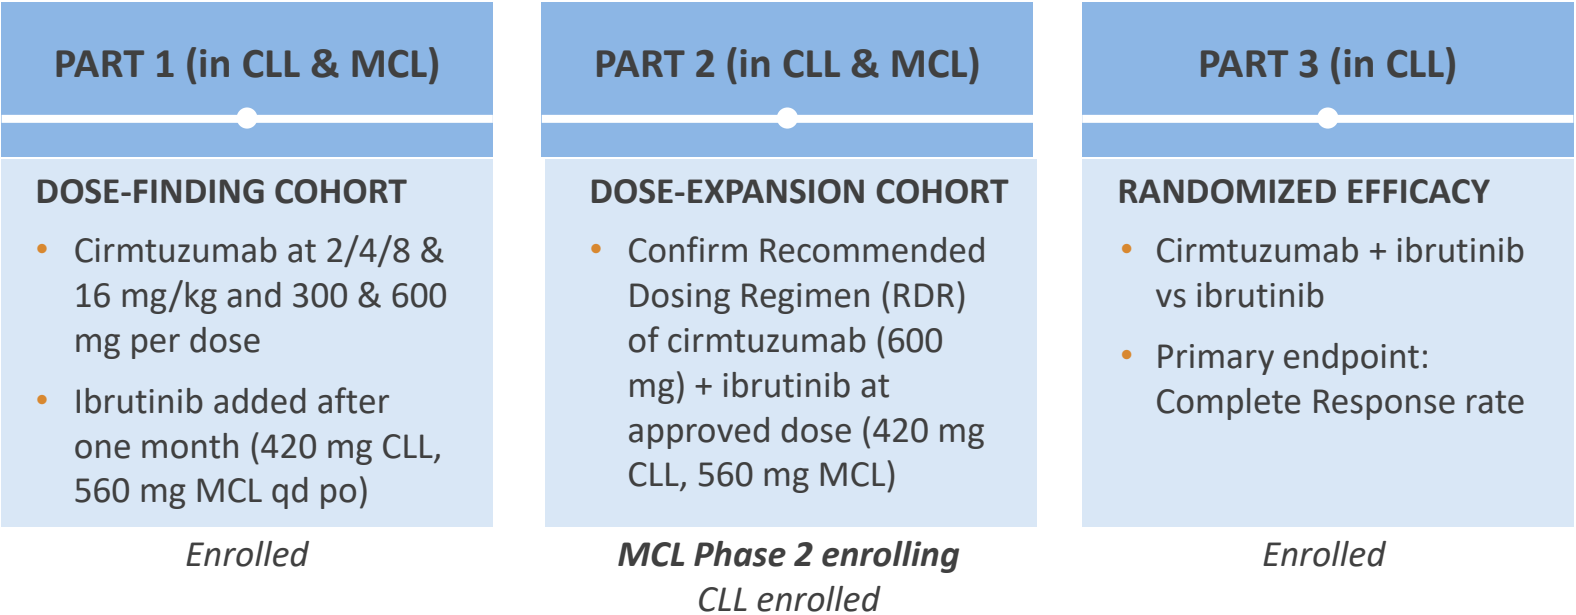 PART 1 (in CLL & MCL)
DOSE-FINDING COHORT
• Cirmtuzumab at 2/4/8 &
16 mg/kg and 300 & 600
mg per dose
• Ibrutinib added after
one month (420 mg CLL,
560 mg MCL qd po)
Enrolled
PART 2 (in CLL & MCL)
DOSE-EXPANSION COHORT
• Confirm Recommended
Dosing Regimen (RDR)
of cirmtuzumab (600
mg) + ibrutinib at
approved dose (420 mg
CLL, 560 mg MCL)
MCL Phase 2 enrolling
CLL enrolled
PART 3 (in CLL)
RANDOMIZED EFFICACY
• Cirmtuzumab + ibrutinib
vs ibrutinib
• Primary endpoint:
Complete Response rate
Enrolled